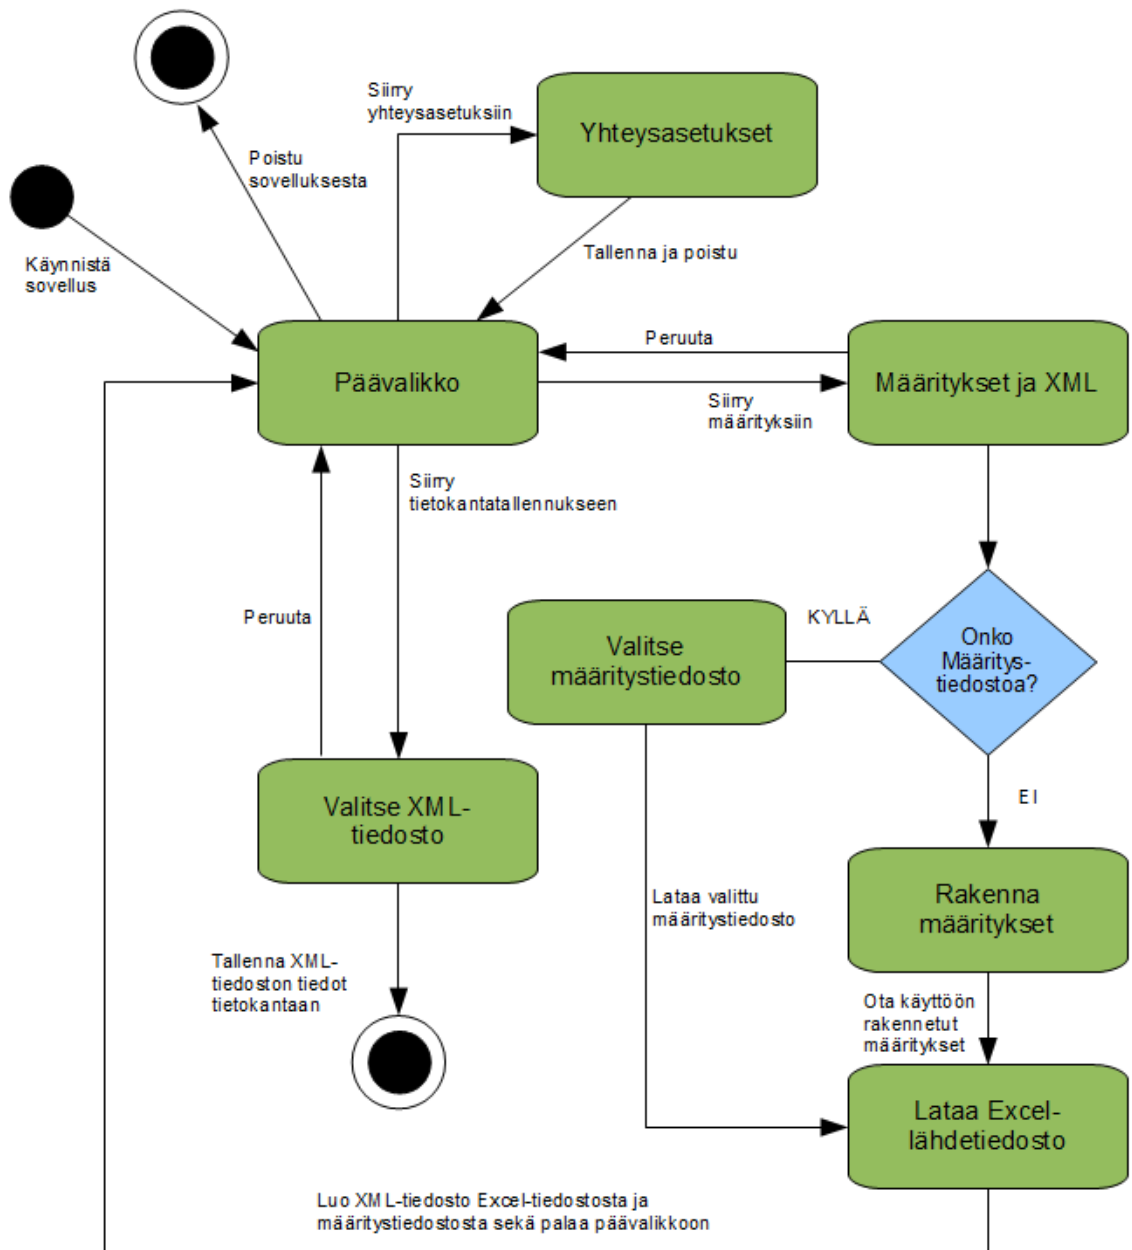 Siirry
yhteysasetuksiin
Yhteysasetukset
Poistu
sovelluksesta
Käynnistä
sovellus
Tallenna ja poistu
Peruuta
Päävalikko
Määritykset ja XML
Siirry
määrityksiin
Siirry
tietokantatallennukseen
Peruuta
KYLLÄ
Valitse
määritystiedosto
Onko
Määritys-
tiedostoa?
Valitse XML-
tiedosto
EI
Lataa valittu
määritystiedosto
Rakenna
määritykset
Tallenna XML-
tiedoston tiedot
tietokantaan
Ota käyttöön
rakennetut
määritykset
Lataa Excel-
lähdetiedosto
Luo XML-tiedosto Excel-tiedostosta ja
määritystiedostosta sekä palaa päävalikkoon